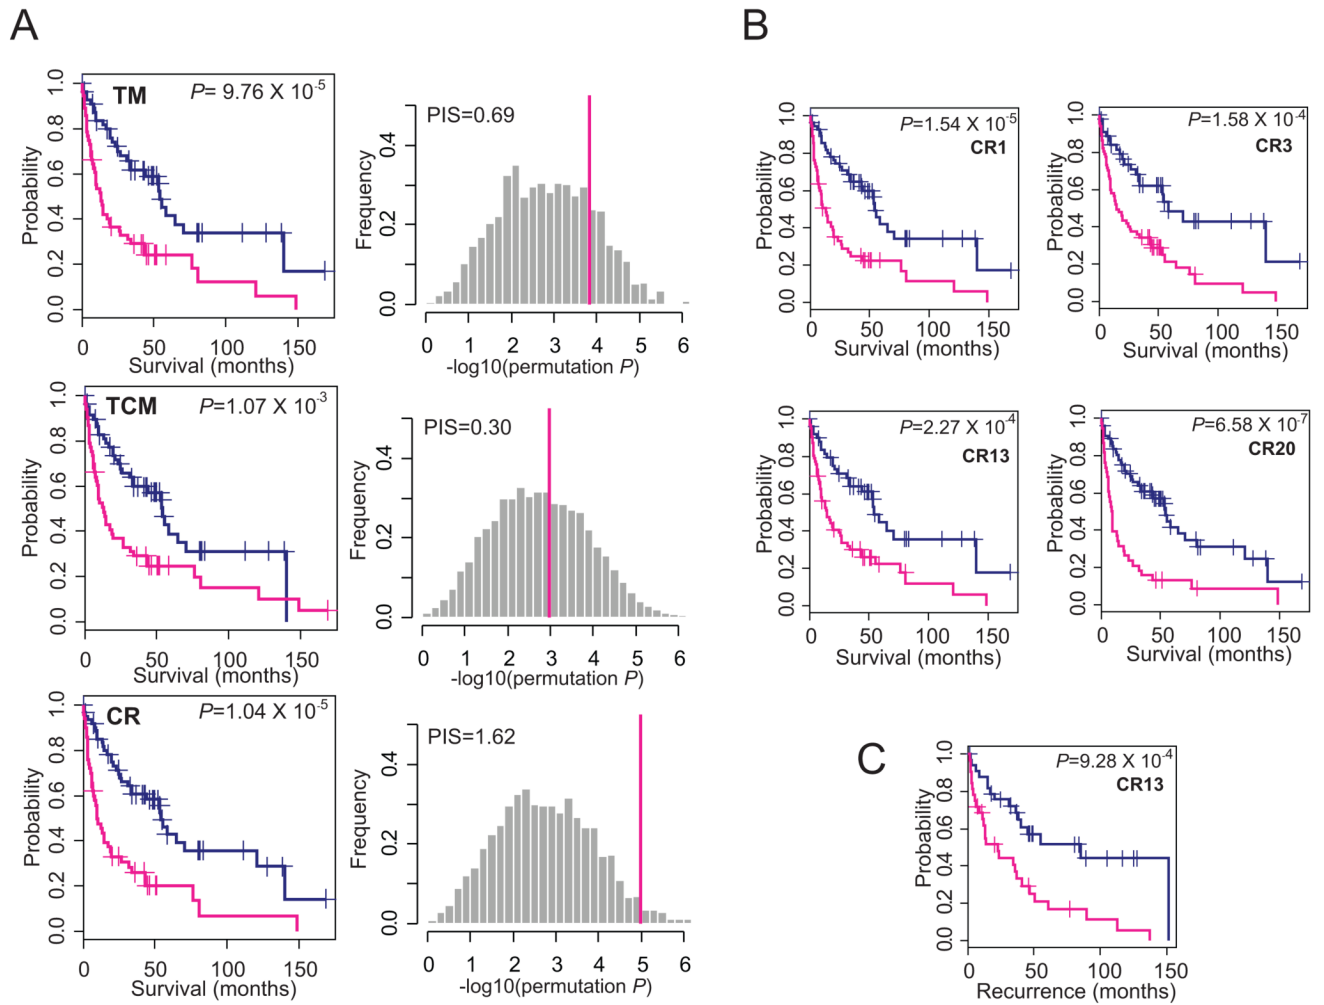 A
TM
P= 9.76 X 10-5
Probability
0.0 0.2 0.4 0.6 0.8 1.0
0 50 100 150
Survival (months)
PIS=0.69
Frequency
0.0 0.2 0.4
0 1 2 3 4 5 6
-log10(permutation P)
TCM
P=1.07 X 10-3
Probability
0.0 0.2 0.4 0.6 0.8 1.0
0 50 100 150
Survival (months)
PIS=0.30
Frequency
0.0 0.2 0.4
0 1 2 3 4 5 6
-log10(permutation P)
CR
P=1.04 X 10-5
Probability
0.0 0.2 0.4 0.6 0.8 1.0
0 50 100 150
Survival (months)
PIS=1.62
Frequency
0.0 0.2 0.4
0 1 2 3 4 5 6
-log10(permutation P)
B
P=1.54 X 10-5
CR1
Probability
0.0 0.2 0.4 0.6 0.8 1.0
0 50 100 150
Survival (months)
P=1.58 X 10-4
CR3
Probability
0.0 0.2 0.4 0.6 0.8 1.0
0 50 100 150
Survival (months)
P=2.27 X 10-4
CR13
Probability
0.0 0.2 0.4 0.6 0.8 1.0
0 50 100 150
Survival (months)
P=6.58 X 10-7
CR20
Probability
0.0 0.2 0.4 0.6 0.8 1.0
0 50 100 150
Survival (months)
C
P=9.28 X 10-4
CR13
Probability
0.0 0.2 0.4 0.6 0.8 1.0
0 50 100 150
Recurrence (months)